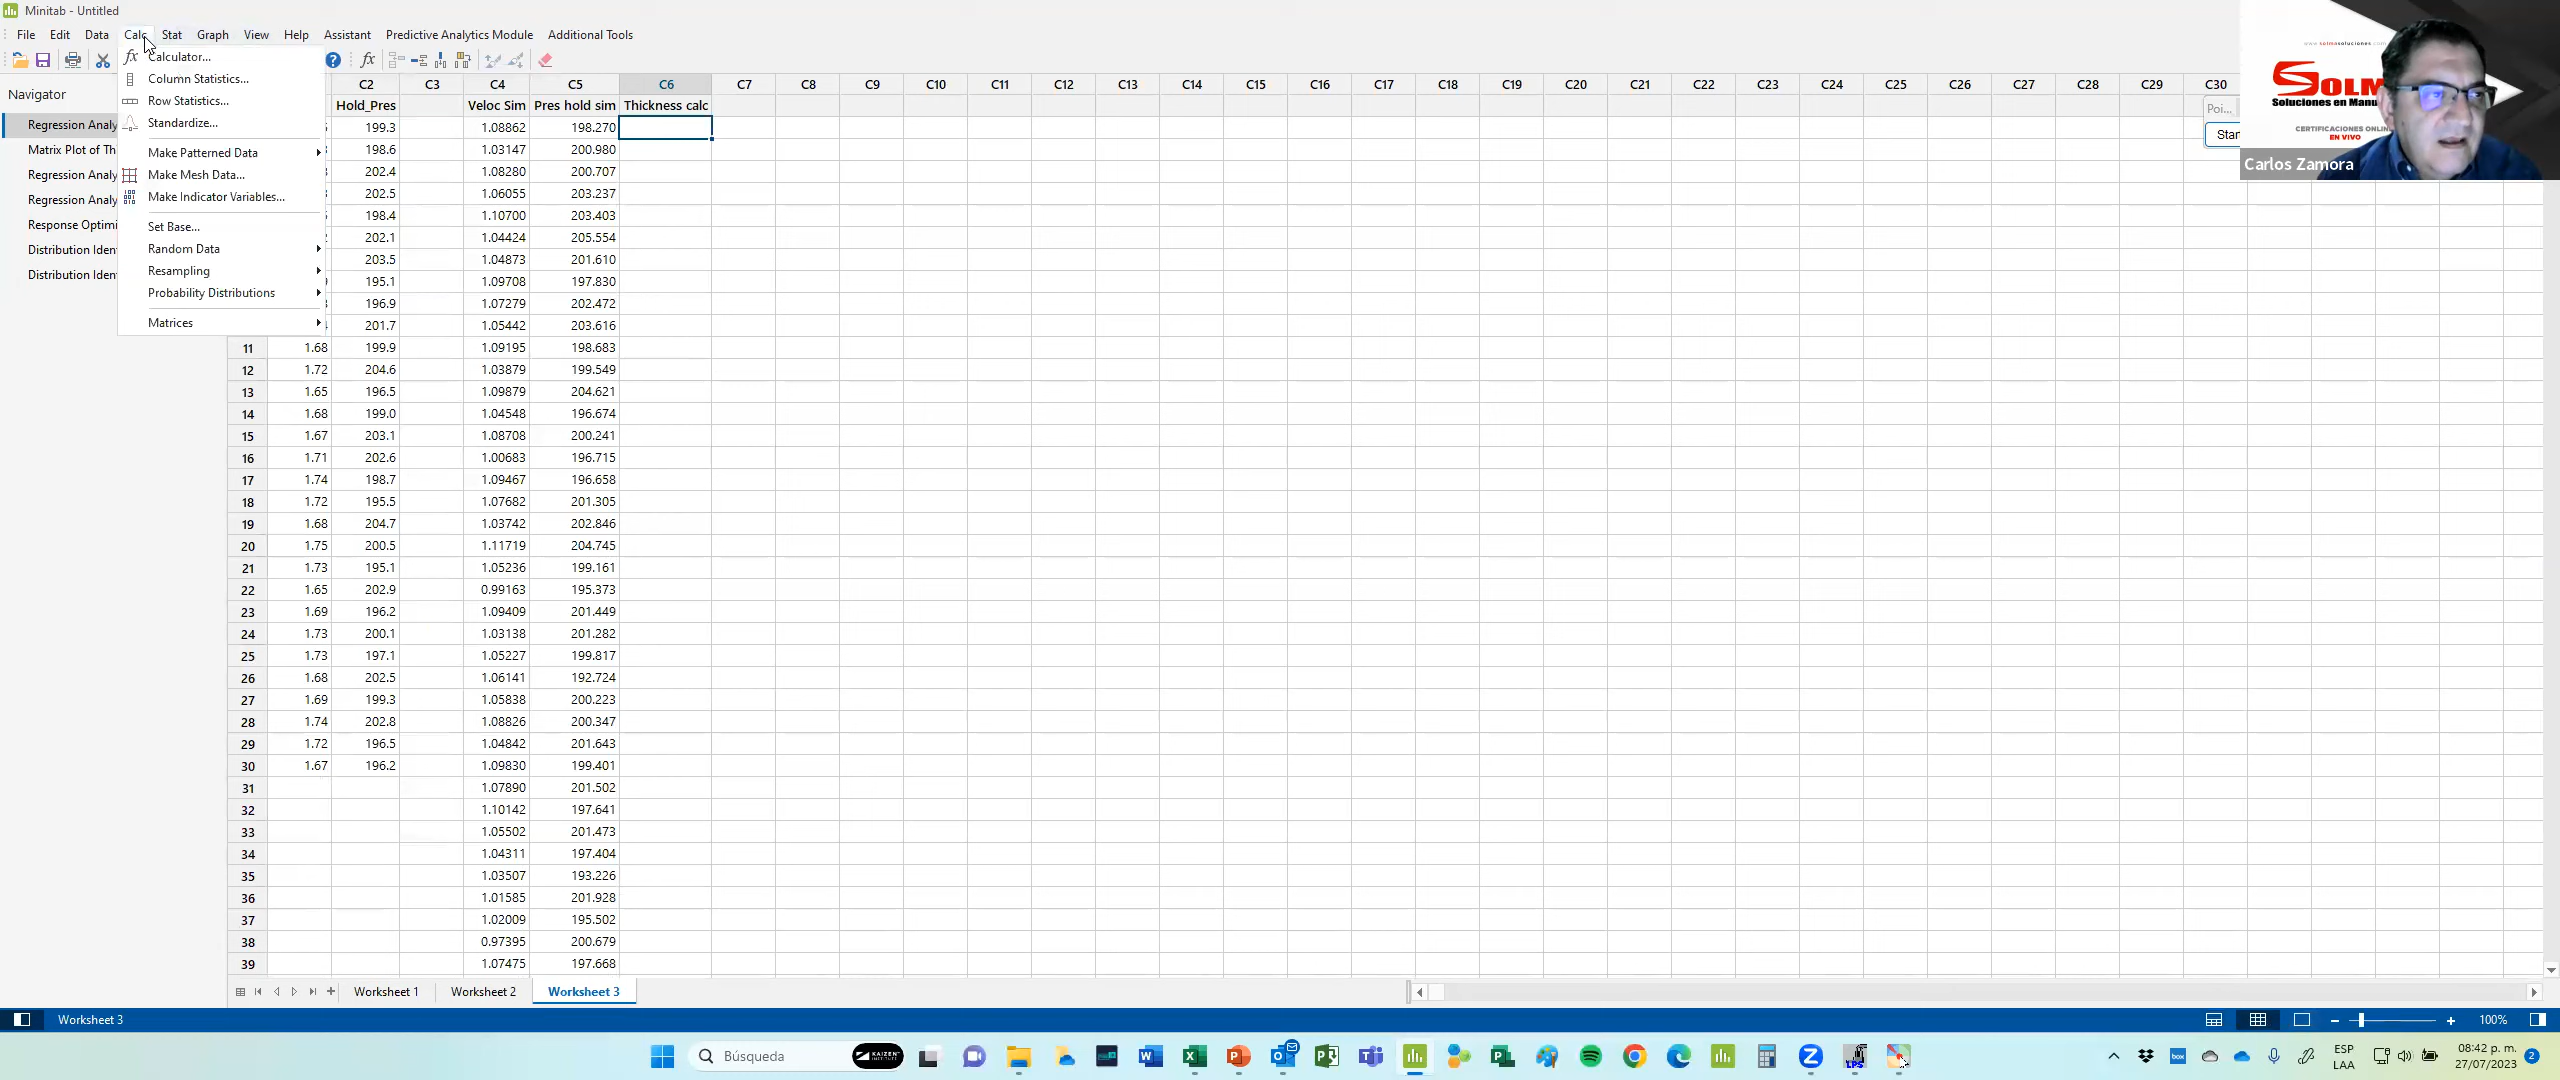 Minitab - Untitled
File Edit Data Calc Stat Graph View Help Assistant Predictive Analytics Module Additional Tools
Calculator...
Column Statistics...
Row Statistics...
Standardize...
Make Patterned Data
Make Mesh Data...
Make Indicator Variables...
Set Base...
Random Data
Resampling
Probability Distributions
Matrices
Navigator
Regression Analy
Matrix Plot of Th
Regression Analy
Regression Analy
Response Optimi
Distribution Iden
Distribution Iden
C2 C3 C4 C5 C6 C7 C8 C9 C10 C11 C12 C13 C14 C15 C16 C17 C18 C19 C20 C21 C22 C23 C24 C25 C26 C27 C28 C29 C30
Hold_Pres Veloc Sim Pres hold sim Thickness calc
199.3 1.08862 198.270
198.6 1.03147 200.980
202.4 1.08280 200.707
202.5 1.06055 203.237
198.4 1.10700 203.403
202.1 1.04424 205.554
203.5 1.04873 201.610
195.1 1.09708 197.830
196.9 1.07279 202.472
201.7 1.05442 203.616
11 1.68 199.9 1.09195 198.683
12 1.72 204.6 1.03879 199.549
13 1.65 196.5 1.09879 204.621
14 1.68 199.0 1.04548 196.674
15 1.67 203.1 1.08708 200.241
16 1.71 202.6 1.00683 196.715
17 1.74 198.7 1.09467 196.658
18 1.72 195.5 1.07682 201.305
19 1.68 204.7 1.03742 202.846
20 1.75 200.5 1.11719 204.745
21 1.73 195.1 1.05236 199.161
22 1.65 202.9 0.99163 195.373
23 1.69 196.2 1.09409 201.449
24 1.73 200.1 1.03138 201.282
25 1.73 197.1 1.05227 199.817
26 1.68 202.5 1.06141 192.724
27 1.69 199.3 1.05838 200.223
28 1.74 202.8 1.08826 200.347
29 1.72 196.5 1.04842 201.643
30 1.67 196.2 1.09830 199.401
31 1.07890 201.502
32 1.10142 197.641
33 1.05502 201.473
34 1.04311 197.404
35 1.03507 193.226
36 1.01585 201.928
37 1.02009 195.502
38 0.97395 200.679
39 1.07475 197.668
Poi...
Star
SOLM
Soluciones en Manu
CERTIFICACIONES ONLIN
EN VIVO
Carlos Zamora
Worksheet 1 Worksheet 2 Worksheet 3
Worksheet 3
100%
Búsqueda
KAIZEN
ESP
LAA
08:42 p. m.
27/07/2023
2